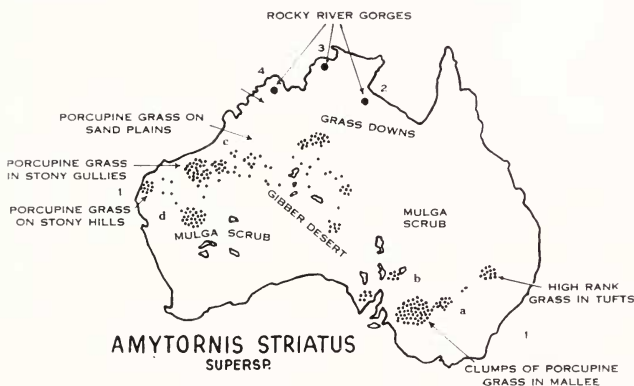 ROCKY RIVER GORGES
3
4
2
PORCUPINE GRASS ON
SAND PLAINS
GRASS DOWNS
c
PORCUPINE GRASS
IN STONY GULLIES
1
PORCUPINE GRASS
ON STONY HILLS
d
MULGA SCRUB
GIBBER DESERT
MULGA
SCRUB
b
a
HIGH RANK
GRASS IN TUFTS
1
AMYTORNIS STRIATUS
SUPERSP.
CLUMPS OF PORCUPINE
GRASS IN MALLEE